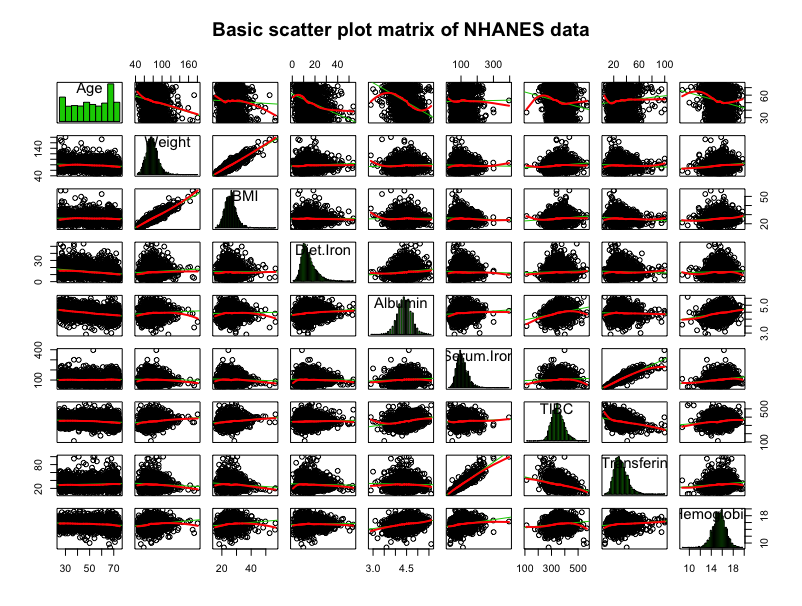 Basic scatter plot matrix of NHANES data
40 100 160
0 20 40
100 300
20 60 100
Age
30 60
40 140
Weight
BMI
20 50
0 30
Diet.Iron
Albumin
3.0 5.0
100 400
Serum.Iron
TIBC
100 500
20 80
Transferin
Hemoglobin
10 18
30 50 70
20 40
3.0 4.5
100 300 500
10 14 18